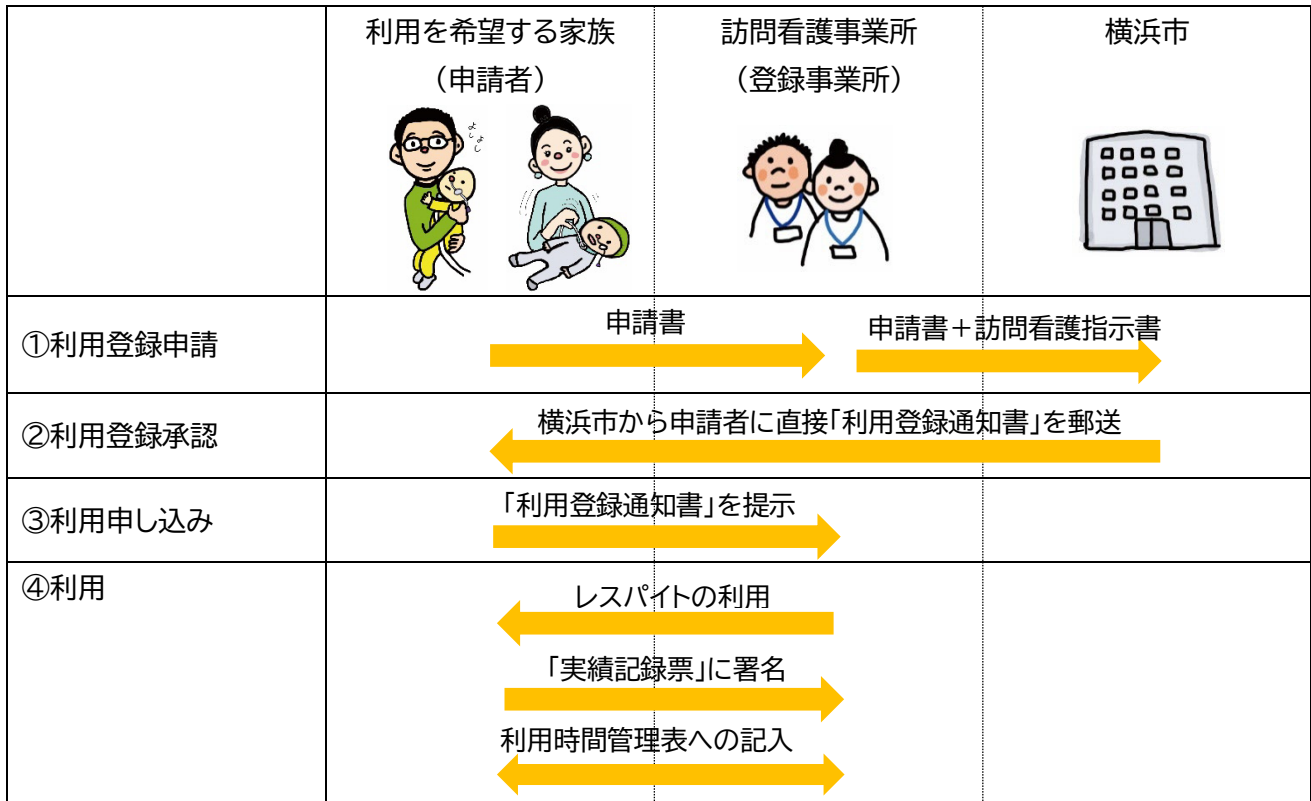 利用を希望する家族
（申請者）
訪問看護事業所
（登録事業所）
横浜市
よしよし
①利用登録申請
申請書
申請書＋訪問看護指示書
②利用登録承認
横浜市から申請者に直接「利用登録通知書」を郵送
③利用申し込み
「利用登録通知書」を提示
④利用
レスパイトの利用
「実績記録票」に署名
利用時間管理表への記入